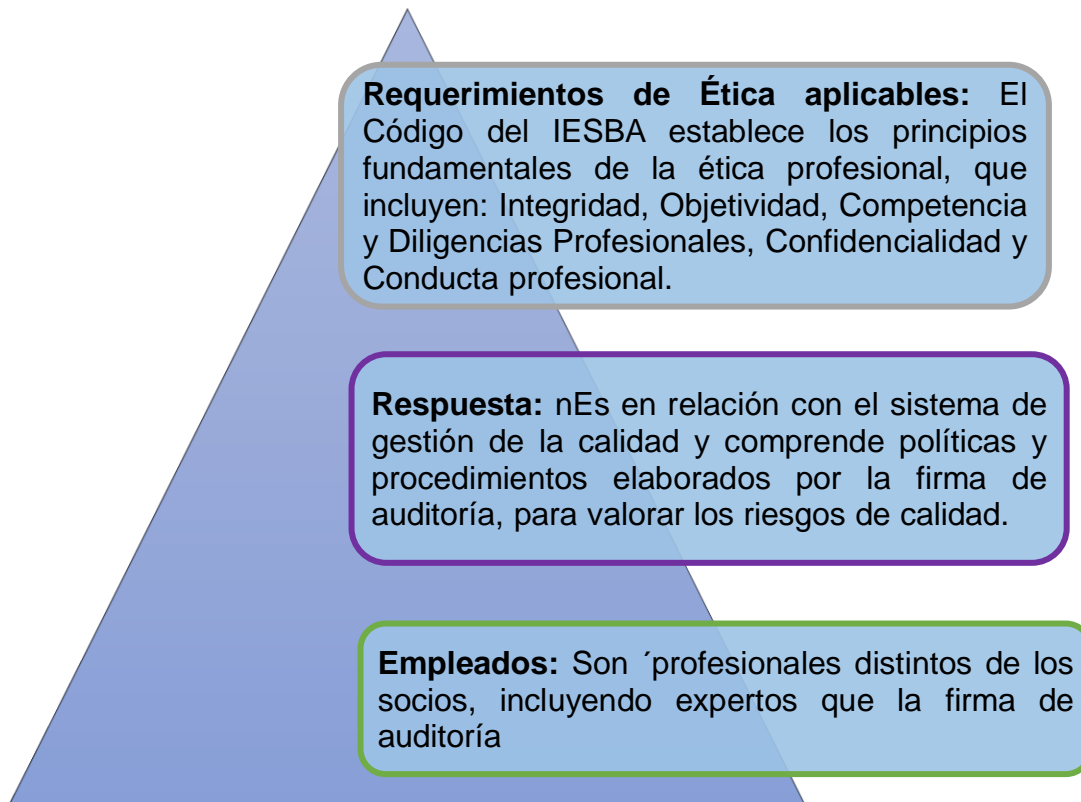 Requerimientos de Ética aplicables: El
Código del IESBA establece los principios
fundamentales de la ética profesional, que
incluyen: Integridad, Objetividad, Competencia
y Diligencias Profesionales, Confidencialidad y
Conducta profesional.
Respuesta: nEs en relación con el sistema de
gestión de la calidad y comprende políticas y
procedimientos elaborados por la firma de
auditoría, para valorar los riesgos de calidad.
Empleados: Son ´profesionales distintos de los
socios, incluyendo expertos que la firma de
auditoría